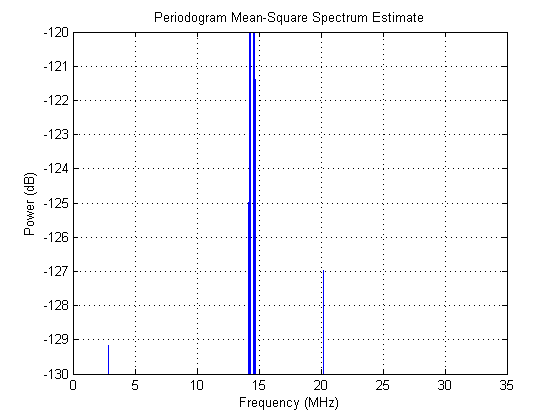 Periodogram Mean-Square Spectrum Estimate
-120
-121
-122
-123
-124
-125
-126
-127
-128
-129
-130
Power (dB)
0 5 10 15 20 25 30 35
Frequency (MHz)